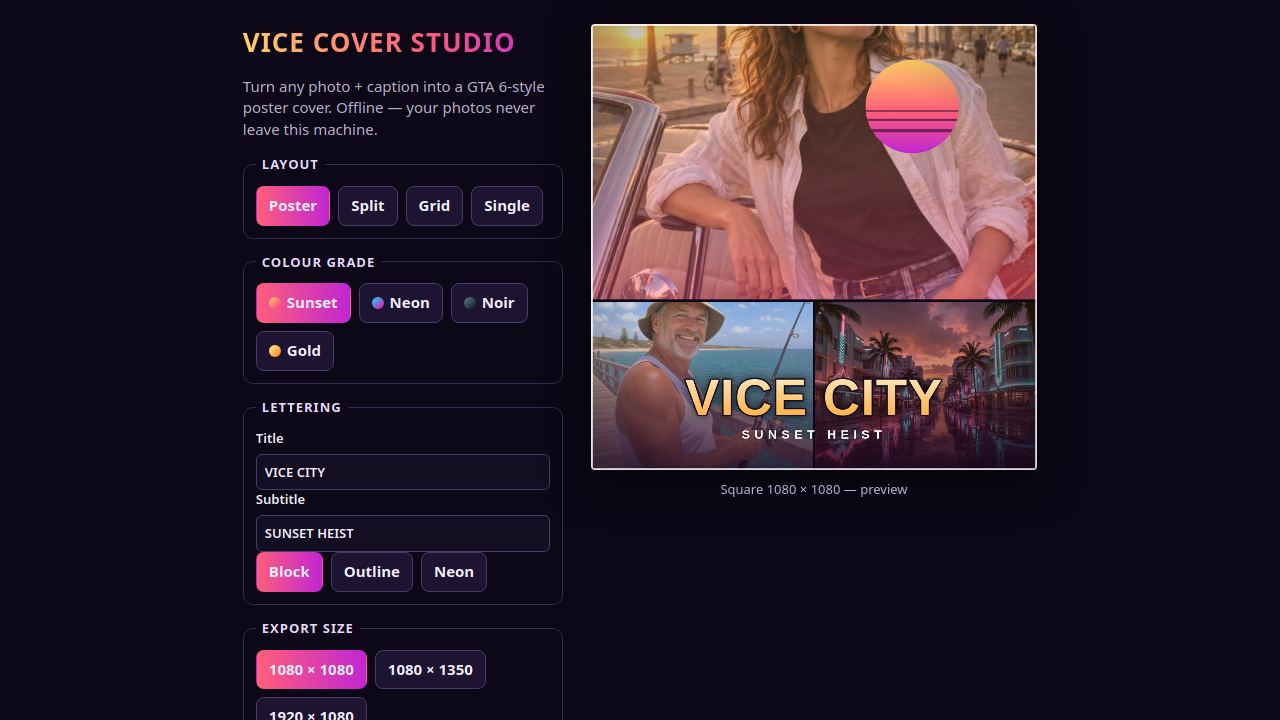 VICE COVER STUDIO
Turn any photo + caption into a GTA 6-style
poster cover. Offline — your photos never
leave this machine.
LAYOUT
Poster Split Grid Single
COLOUR GRADE
Sunset Neon Noir
Gold
LETTERING
Title
VICE CITY
Subtitle
SUNSET HEIST
Block Outline Neon
EXPORT SIZE
1080 × 1080 1080 × 1350
1920 × 1080
VICE CITY
SUNSET HEIST
Square 1080 × 1080 — preview